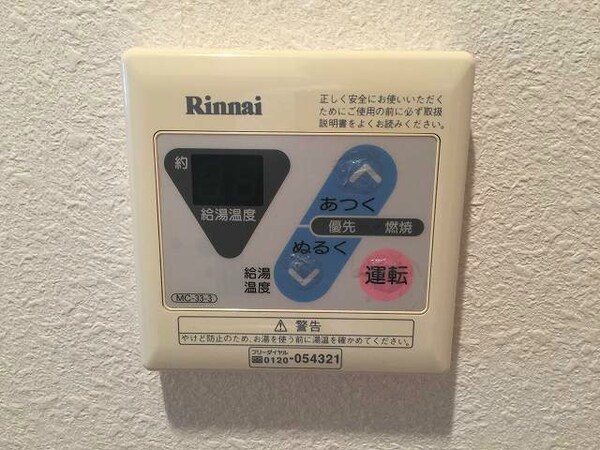 Rinnai
正しく安全にお使いいただく
ためにご使用の前に必ず取扱
説明書をよくお読みください。
約
給湯温度
あつく
優先 燃焼
ぬるく
給湯
温度
運転
MC-33-3
⚠ 警告
やけど防止のため、お湯を使う前に湯温を確かめてください。
フリーダイヤル
0120-054321